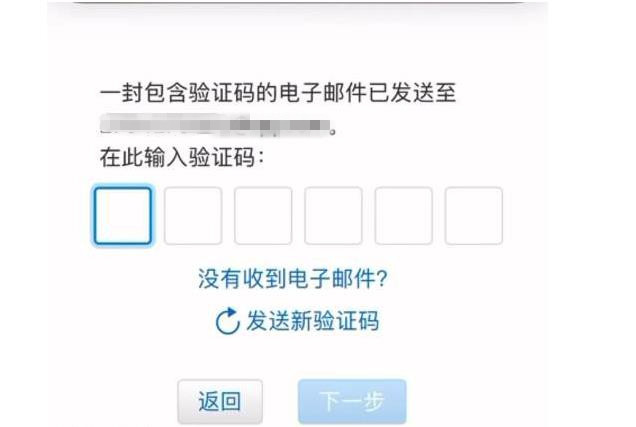 一封包含验证码的电子邮件已发送至
。
在此输入验证码：
没有收到电子邮件?
发送新验证码
返回
下一步